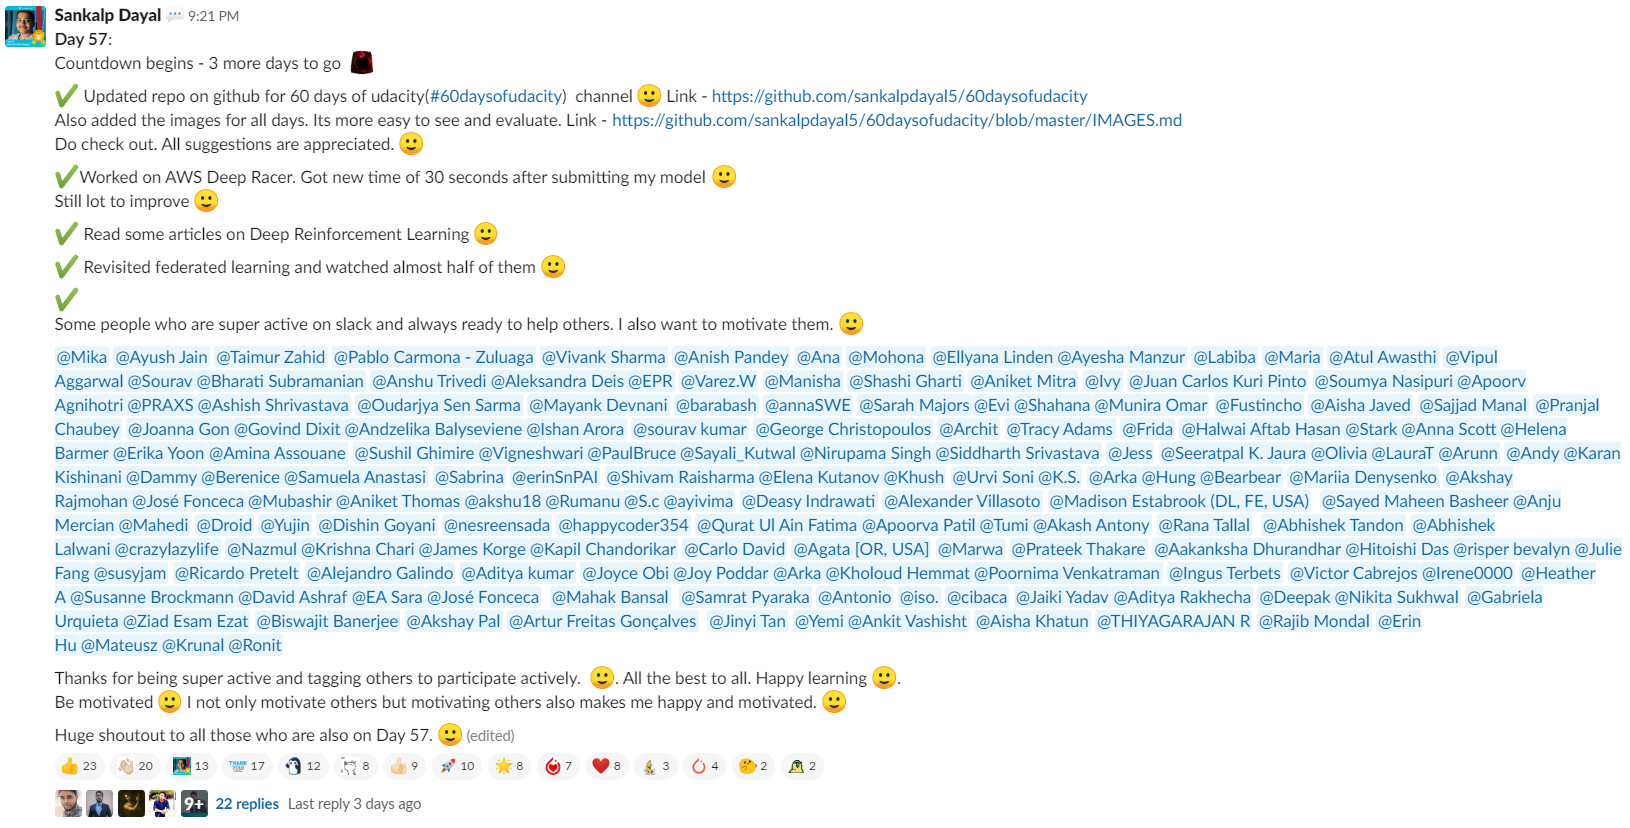 Sankalp Dayal 9:21 PM
Day 57:
Countdown begins - 3 more days to go
Updated repo on github for 60 days of udacity(#60daysofudacity) channel Link - https://github.com/sankalpdayal5/60daysofudacity
Also added the images for all days. Its more easy to see and evaluate. Link - https://github.com/sankalpdayal5/60daysofudacity/blob/master/IMAGES.md
Do check out. All suggestions are appreciated.
Worked on AWS Deep Racer. Got new time of 30 seconds after submitting my model
Still lot to improve
Read some articles on Deep Reinforcement Learning
Revisited federated learning and watched almost half of them
Some people who are super active on slack and always ready to help others. I also want to motivate them.
@Mika @Ayush Jain @Taimur Zahid @Pablo Carmona - Zuluaga @Vivank Sharma @Anish Pandey @Ana @Mohona @Ellyana Linden @Ayesha Manzur @Labiba @Maria @Atul Awasthi @Vipul
Aggarwal @Sourav @Bharati Subramanian @Anshu Trivedi @Aleksandra Deis @EPR @Varez.W @Manisha @Shashi Gharti @Aniket Mitra @Ivy @Juan Carlos Kuri Pinto @Soumya Nasipuri @Apoorv
Agnihotri @PRAXS @Ashish Shrivastava @Oudarjya Sen Sarma @Mayank Devnani @barabash @annaSWE @Sarah Majors @Evi @Shahana @Munira Omar @Fustincho @Aisha Javed @Sajjad Manal @Pranjal
Chaubey @Joanna Gon @Govind Dixit @Andzelika Balyseviene @Ishan Arora @sourav kumar @George Christopoulos @Archit @Tracy Adams @Frida @Halwai Aftab Hasan @Stark @Anna Scott @Helena
Barmer @Erika Yoon @Amina Assouane @Sushil Ghimire @Vigneshwari @PaulBruce @Sayali_Kutwal @Nirupama Singh @Siddharth Srivastava @Jess @Seeratpal K. Jaura @Olivia @LauraT @Arunn @Andy @Karan
Kishinani @Dammy @Berenice @Samuela Anastasi @Sabrina @erinSnPAI @Shivam Raisharma @Elena Kutanov @Khush @Urvi Soni @K.S. @Arka @Hung @Bearbear @Mariia Denysenko @Akshay
Rajmohan @José Fonceca @Mubashir @Aniket Thomas @akshu18 @Rumanu @S.c @ayivima @Deasy Indrawati @Alexander Villasoto @Madison Estabrook (DL, FE, USA) @Sayed Maheen Basheer @Anju
Mercian @Mahedi @Droid @Yujin @Dishin Goyani @nesreensada @happycoder354 @Qurat Ul Ain Fatima @Apoorva Patil @Tumi @Akash Antony @Rana Tallal @Abhishek Tandon @Abhishek
Lalwani @crazylazylife @Nazmul @Krishna Chari @James Korge @Kapil Chandorikar @Carlo David @Agata [OR, USA] @Marwa @Prateek Thakare @Aakanksha Dhurandhar @Hitoishi Das @risper bevalyn @Julie
Fang @susyjam @Ricardo Pretelt @Alejandro Galindo @Aditya kumar @Joyce Obi @Joy Poddar @Arka @Kholoud Hemmat @Poornima Venkatraman @Ingus Terbets @Victor Cabrejos @Irene0000 @Heather
A @Susanne Brockmann @David Ashraf @EA Sara @José Fonceca @Mahak Bansal @Samrat Pyaraka @Antonio @iso. @cibaca @Jaiki Yadav @Aditya Rakhecha @Deepak @Nikita Sukhwal @Gabriela
Urquieta @Ziad Esam Ezat @Biswajit Banerjee @Akshay Pal @Artur Freitas Gonçalves @Jinyi Tan @Yemi @Ankit Vashisht @Aisha Khatun @THIYAGARAJAN R @Rajib Mondal @Erin
Hu @Mateusz @Krunal @Ronit
Thanks for being super active and tagging others to participate actively. . All the best to all. Happy learning .
Be motivated I not only motivate others but motivating others also makes me happy and motivated.
Huge shoutout to all those who are also on Day 57. (edited)
23 20 13 THANK YOU! 17 12 8 9 10 8 7 8 3 4 2 2
9+ 22 replies Last reply 3 days ago